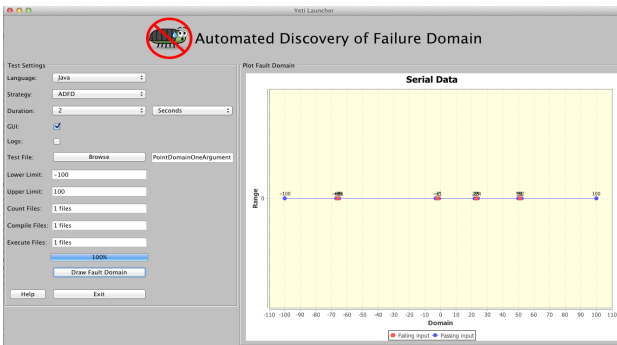 Yeti Launcher
Automated Discovery of Failure Domain
Test Settings
Language: Java
Strategy: ADFD
Duration: 2 Seconds
GUI:
Logs:
Test File: Browse PointDomainOneArgument
Lower Limit: -100
Upper Limit: 100
Count Files: 1 files
Compile Files: 1 files
Execute Files: 1 files
100%
Draw Fault Domain
Help Exit
Plot Fault Domain
Serial Data
Range
0
-100
100
-110 -100 -90 -80 -70 -60 -50 -40 -30 -20 -10 0 10 20 30 40 50 60 70 80 90 100 110
Domain
Failing input Passing input